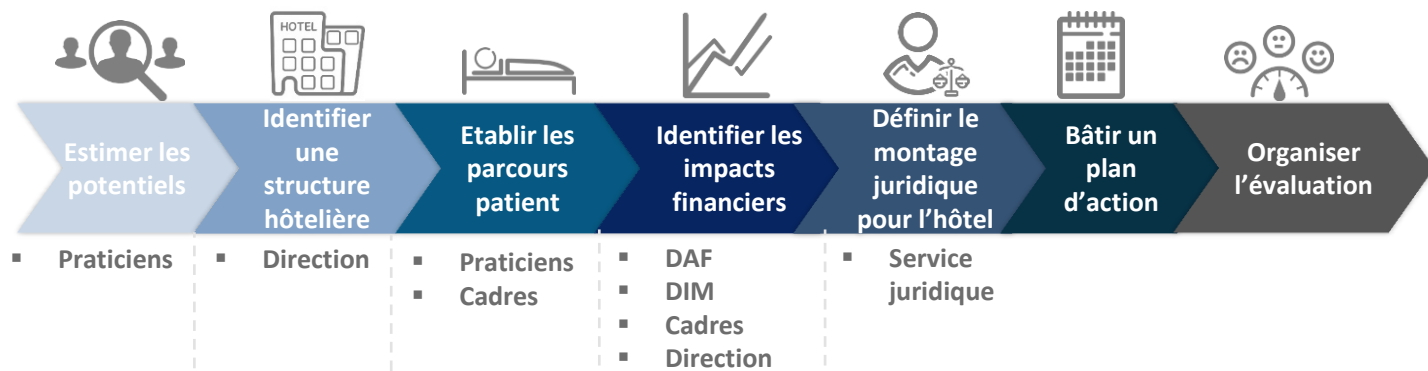 HOTEL
Estimer les
potentiels
Identifier
une
structure
hôtelière
Etablir les
parcours
patient
Identifier les
impacts
financiers
Définir le
montage
juridique
pour l’hôtel
Bâtir un
plan
d’action
Organiser
l’évaluation
▪ Praticiens
▪ Direction
▪ Praticiens
▪ Cadres
▪ DAF
▪ DIM
▪ Cadres
▪ Direction
▪ Service
juridique